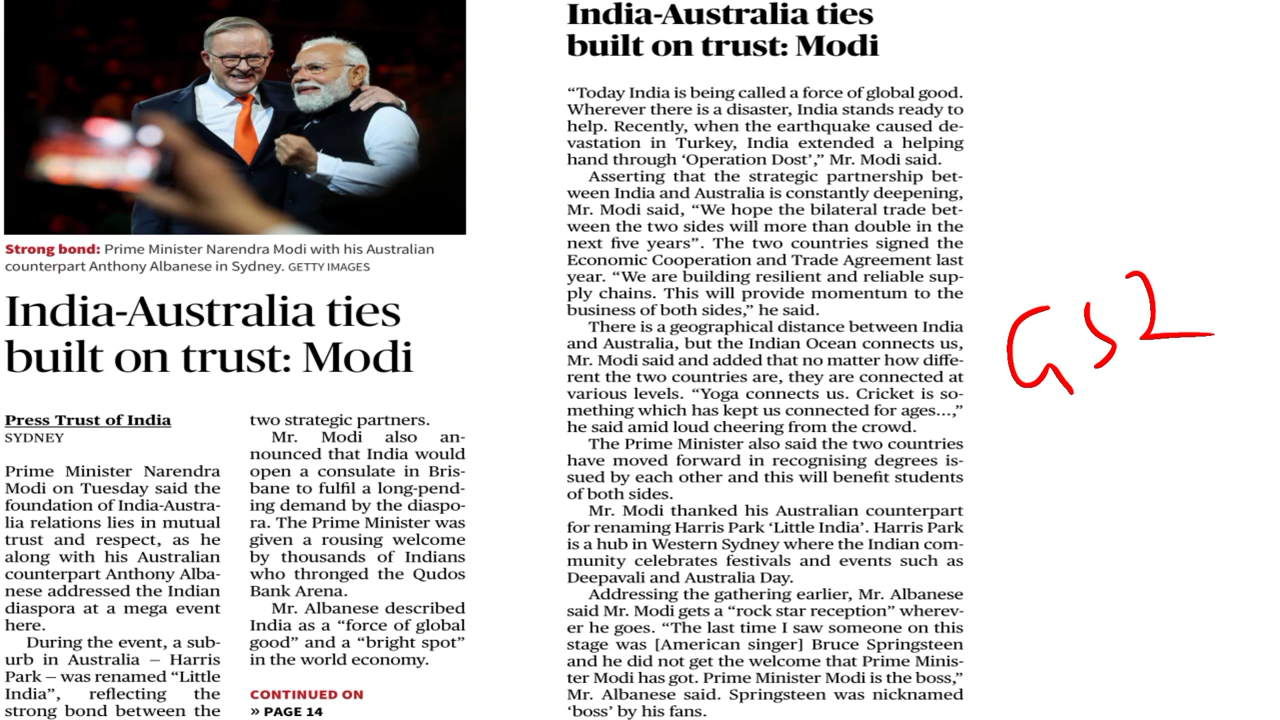 Strong bond: Prime Minister Narendra Modi with his Australian
counterpart Anthony Albanese in Sydney. GETTY IMAGES
India-Australia ties
built on trust: Modi
Press Trust of India
SYDNEY
Prime Minister Narendra
Modi on Tuesday said the
foundation of India-Austra-
lia relations lies in mutual
trust and respect, as he
along with his Australian
counterpart Anthony Alba-
nese addressed the Indian
diaspora at a mega event
here.
During the event, a sub-
urb in Australia — Harris
Park — was renamed “Little
India”, reflecting the
strong bond between the
two strategic partners.
Mr. Modi also an-
nounced that India would
open a consulate in Bris-
bane to fulfil a long-pend-
ing demand by the diaspo-
ra. The Prime Minister was
given a rousing welcome
by thousands of Indians
who thronged the Qudos
Bank Arena.
Mr. Albanese described
India as a “force of global
good” and a “bright spot”
in the world economy.
CONTINUED ON
» PAGE 14
India-Australia ties
built on trust: Modi
“Today India is being called a force of global good.
Wherever there is a disaster, India stands ready to
help. Recently, when the earthquake caused de-
vastation in Turkey, India extended a helping
hand through ‘Operation Dost’,” Mr. Modi said.
Asserting that the strategic partnership bet-
ween India and Australia is constantly deepening,
Mr. Modi said, “We hope the bilateral trade bet-
ween the two sides will more than double in the
next five years”. The two countries signed the
Economic Cooperation and Trade Agreement last
year. “We are building resilient and reliable sup-
ply chains. This will provide momentum to the
business of both sides,” he said.
There is a geographical distance between India
and Australia, but the Indian Ocean connects us,
Mr. Modi said and added that no matter how diffe-
rent the two countries are, they are connected at
various levels. “Yoga connects us. Cricket is so-
mething which has kept us connected for ages...,”
he said amid loud cheering from the crowd.
The Prime Minister also said the two countries
have moved forward in recognising degrees is-
sued by each other and this will benefit students
of both sides.
Mr. Modi thanked his Australian counterpart
for renaming Harris Park ‘Little India’. Harris Park
is a hub in Western Sydney where the Indian com-
munity celebrates festivals and events such as
Deepavali and Australia Day.
Addressing the gathering earlier, Mr. Albanese
said Mr. Modi gets a “rock star reception” wherev-
er he goes. “The last time I saw someone on this
stage was [American singer] Bruce Springsteen
and he did not get the welcome that Prime Minis-
ter Modi has got. Prime Minister Modi is the boss,”
Mr. Albanese said. Springsteen was nicknamed
‘boss’ by his fans.
GS2